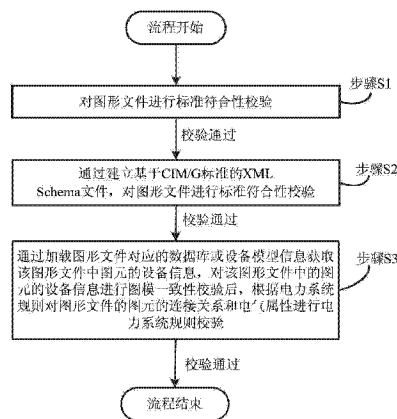 流程开始
步骤S1
对图形文件进行标准符合性校验
校验通过
步骤S2
通过建立基于CIM/G标准的XML
Schema文件，对图形文件进行标准符合性校验
校验通过
步骤S3
通过加载图形文件对应的数据库或设备模型信息获取
该图形文件中图元的设备信息，对该图形文件中的图
元的设备信息进行图模一致性校验后，根据电力系统
规则对图形文件的图元的连接关系和电气属性进行电
力系统规则校验
校验通过
流程结束